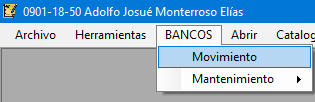 0901-18-50 Adolfo Josué Monterroso Elías
Archivo Herramientas BANCOS Abrir Catalog
Movimiento
Mantenimiento